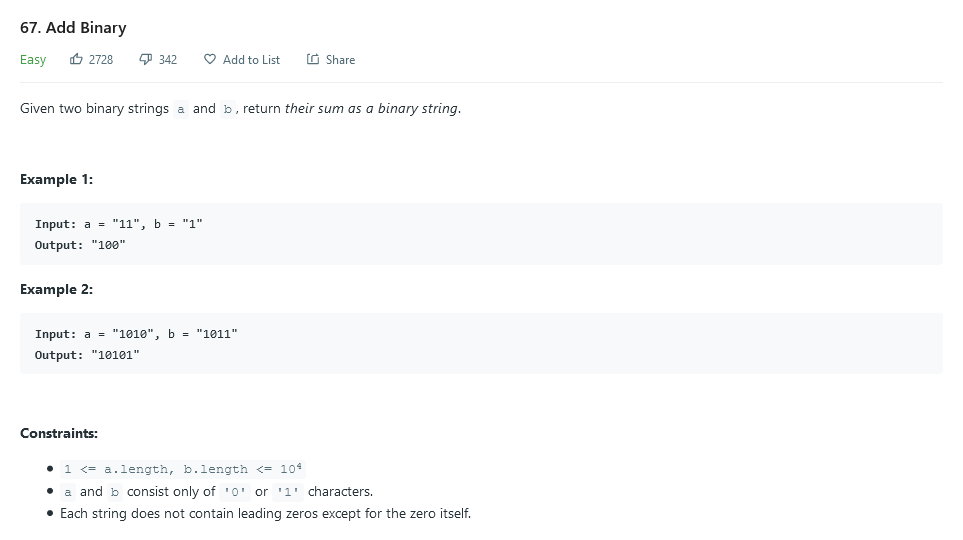 67. Add Binary
Easy 2728 342 Add to List Share
Given two binary strings a and b, return their sum as a binary string.
Example 1:
Input: a = "11", b = "1"
Output: "100"
Example 2:
Input: a = "1010", b = "1011"
Output: "10101"
Constraints:
• 1 <= a.length, b.length <= 10⁴
• a and b consist only of '0' or '1' characters.
• Each string does not contain leading zeros except for the zero itself.